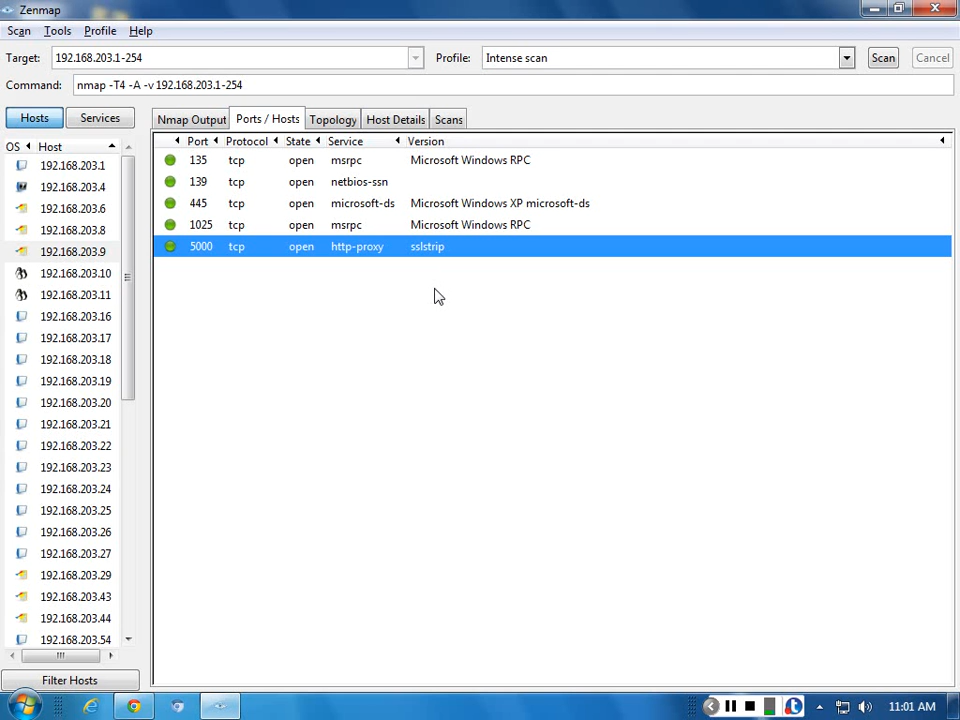 Zenmap
Scan Tools Profile Help
Target: 192.168.203.1-254 Profile: Intense scan Scan Cancel
Command: nmap -T4 -A -v 192.168.203.1-254
Hosts Services Nmap Output Ports / Hosts Topology Host Details Scans
OS Host Port Protocol State Service Version
192.168.203.1 135 tcp open msrpc Microsoft Windows RPC
192.168.203.4 139 tcp open netbios-ssn
192.168.203.6 445 tcp open microsoft-ds Microsoft Windows XP microsoft-ds
192.168.203.8 1025 tcp open msrpc Microsoft Windows RPC
192.168.203.9 5000 tcp open http-proxy sslstrip
192.168.203.10
192.168.203.11
192.168.203.16
192.168.203.17
192.168.203.18
192.168.203.19
192.168.203.20
192.168.203.21
192.168.203.22
192.168.203.23
192.168.203.24
192.168.203.25
192.168.203.26
192.168.203.27
192.168.203.29
192.168.203.43
192.168.203.44
192.168.203.54
Filter Hosts
11:01 AM